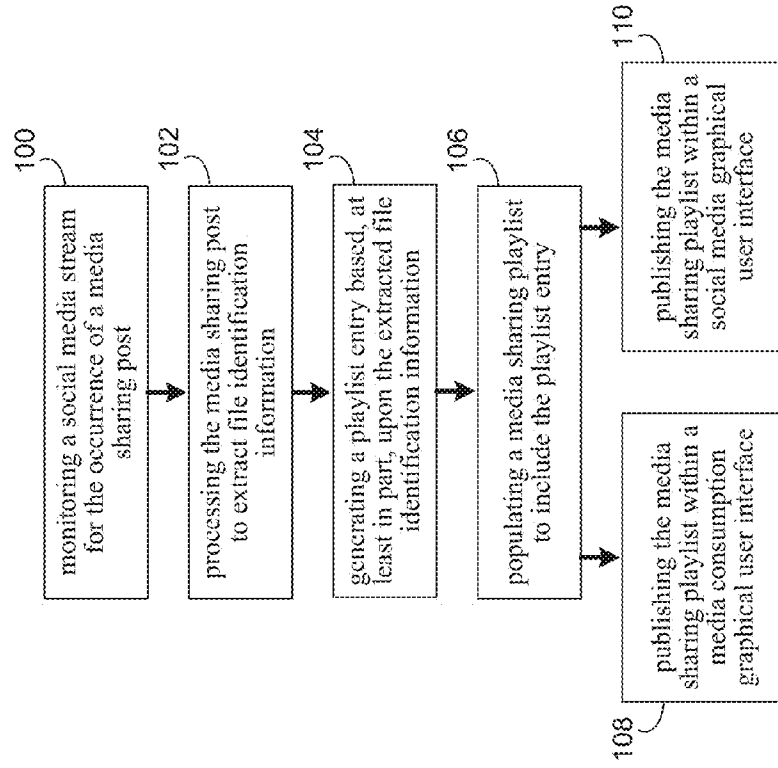 100
monitoring a social media stream
for the occurrence of a media
sharing post
102
processing the media sharing post
to extract file identification
information
104
generating a playlist entry based, at
least in part, upon the extracted file
identification information
106
populating a media sharing playlist
to include the playlist entry
108
publishing the media
sharing playlist within a
media consumption
graphical user interface
110
publishing the media
sharing playlist within a
social media graphical
user interface